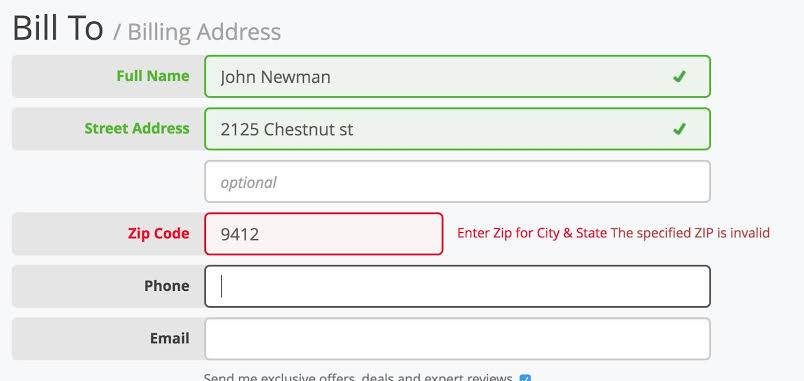 Bill To / Billing Address
Full Name John Newman
Street Address 2125 Chestnut st
optional
Zip Code 9412 Enter Zip for City & State The specified ZIP is invalid
Phone
Email
Send me exclusive offers, deals and expert reviews